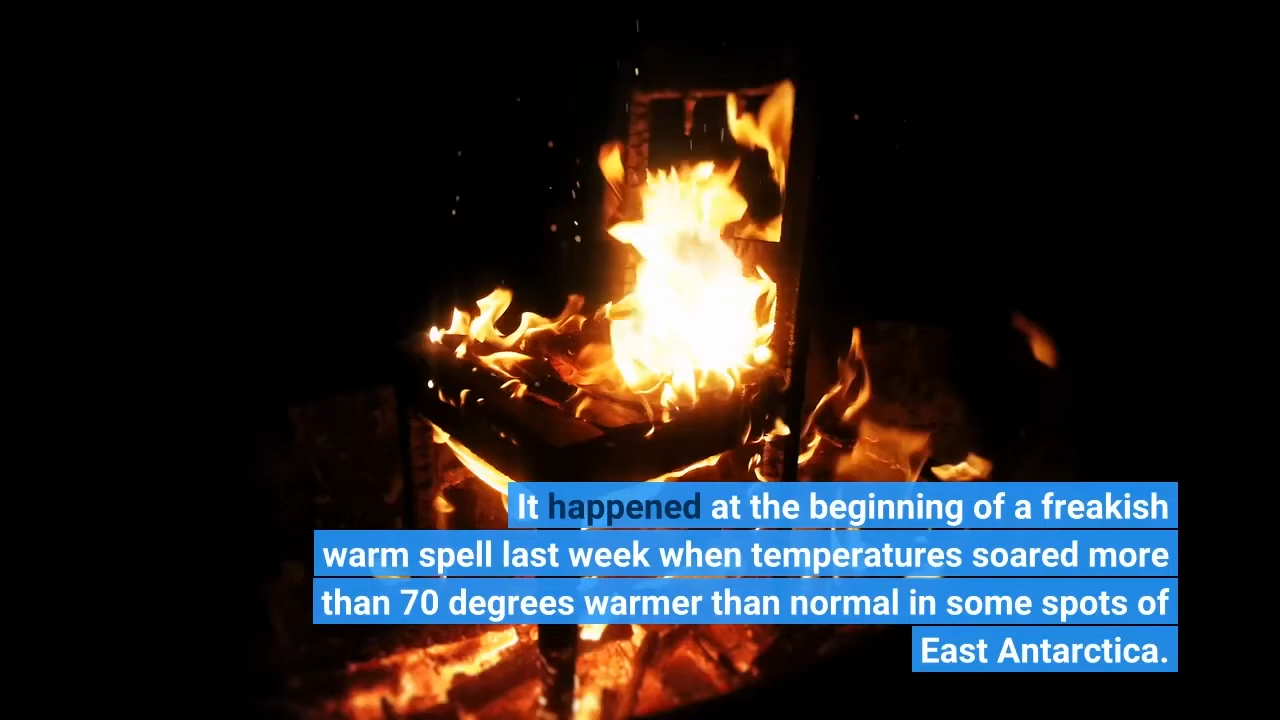 It happened at the beginning of a freakish
warm spell last week when temperatures soared more
than 70 degrees warmer than normal in some spots of
East Antarctica.